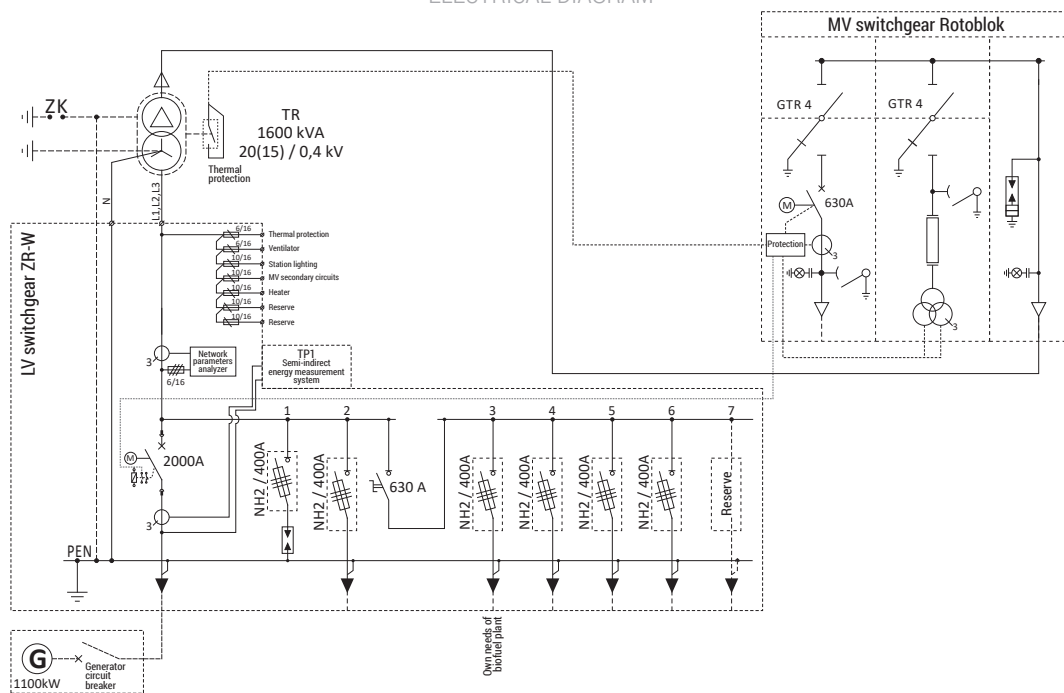 ELECTRICAL DIAGRAM
MV switchgear Rotoblok
GTR 4
GTR 4
630A
M
Protection
3
3
ZK
TR
1600 kVA
20(15) / 0,4 kV
Thermal
protection
N
L1,L2,L3
LV switchgear ZR-W
6/16
Thermal protection
6/16
Ventilator
10/16
Station lighting
10/16
MV secondary circuits
10/16
Heater
10/16
Reserve
10/16
Reserve
3
Network
parameters
analyzer
6/16
TP1
Semi-indirect
energy measurement
system
M
2000A
3
1
2
3
4
5
6
7
NH2 / 400A
NH2 / 400A
630 A
NH2 / 400A
NH2 / 400A
NH2 / 400A
NH2 / 400A
Reserve
PEN
Own needs of
biofuel plant
G
1100kW
Generator
circuit
breaker